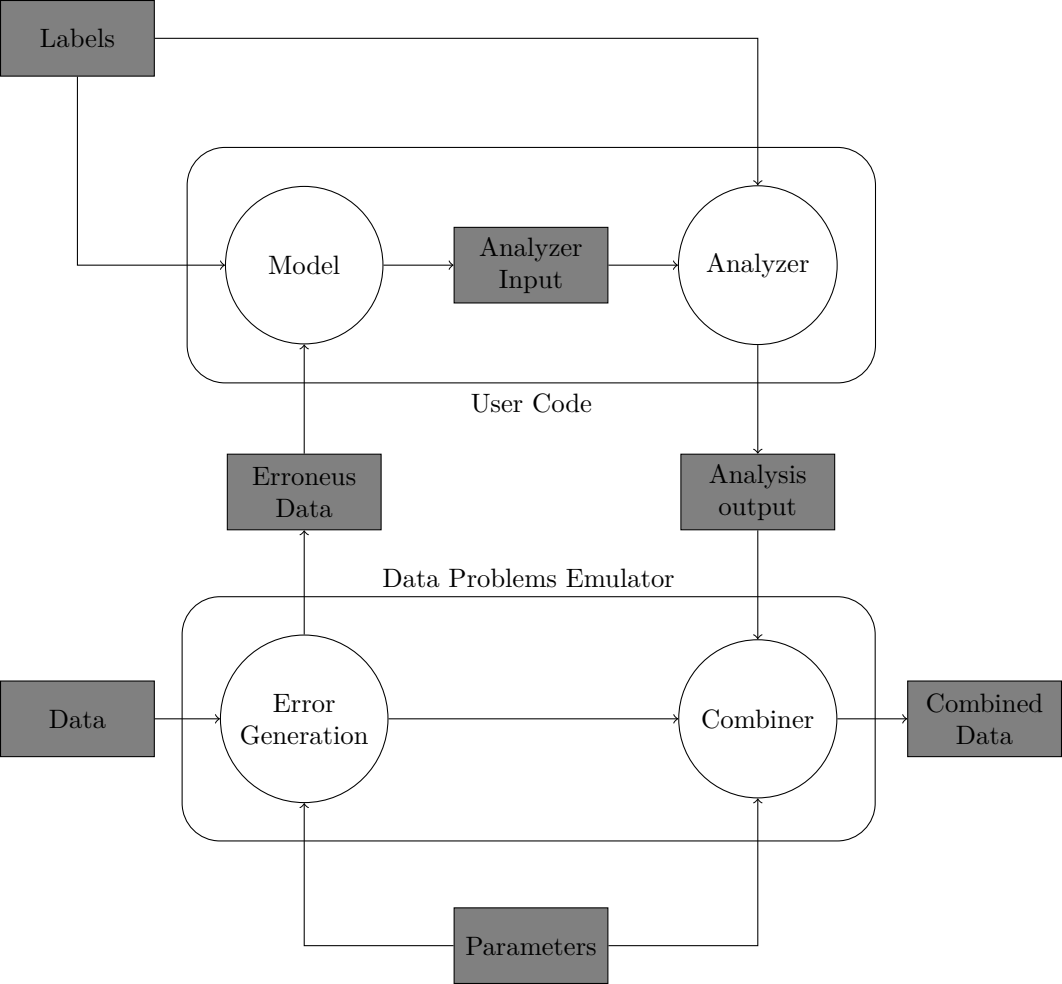 Labels
Model
Analyzer
Input
Analyzer
User Code
Erroneus
Data
Analysis
output
Data Problems Emulator
Data
Error
Generation
Combiner
Combined
Data
Parameters